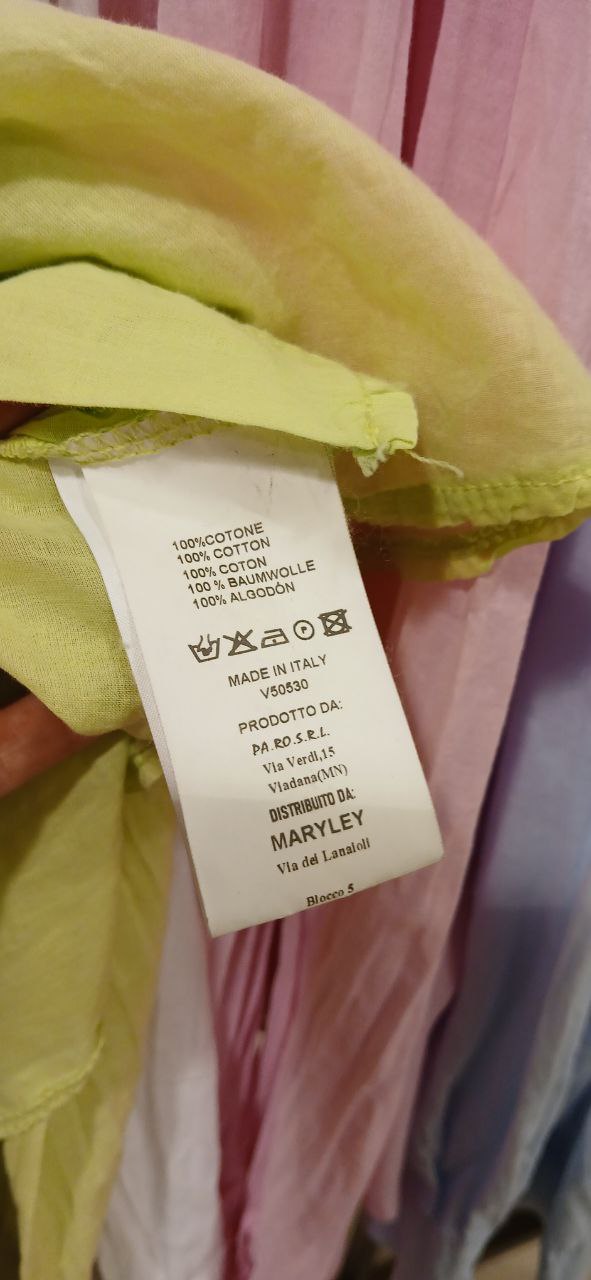 100%COTONE
100% COTTON
100% COTON
100 % BAUMWOLLE
100% ALGODÓN
P
MADE IN ITALY
V50530
PRODOTTO DA:
PA.RO.S.R.L.
Via Verdi,15
Viadana(MN)
DISTRIBUITO DA:
MARYLEY
Via dei Lanaioli
Blocco 5